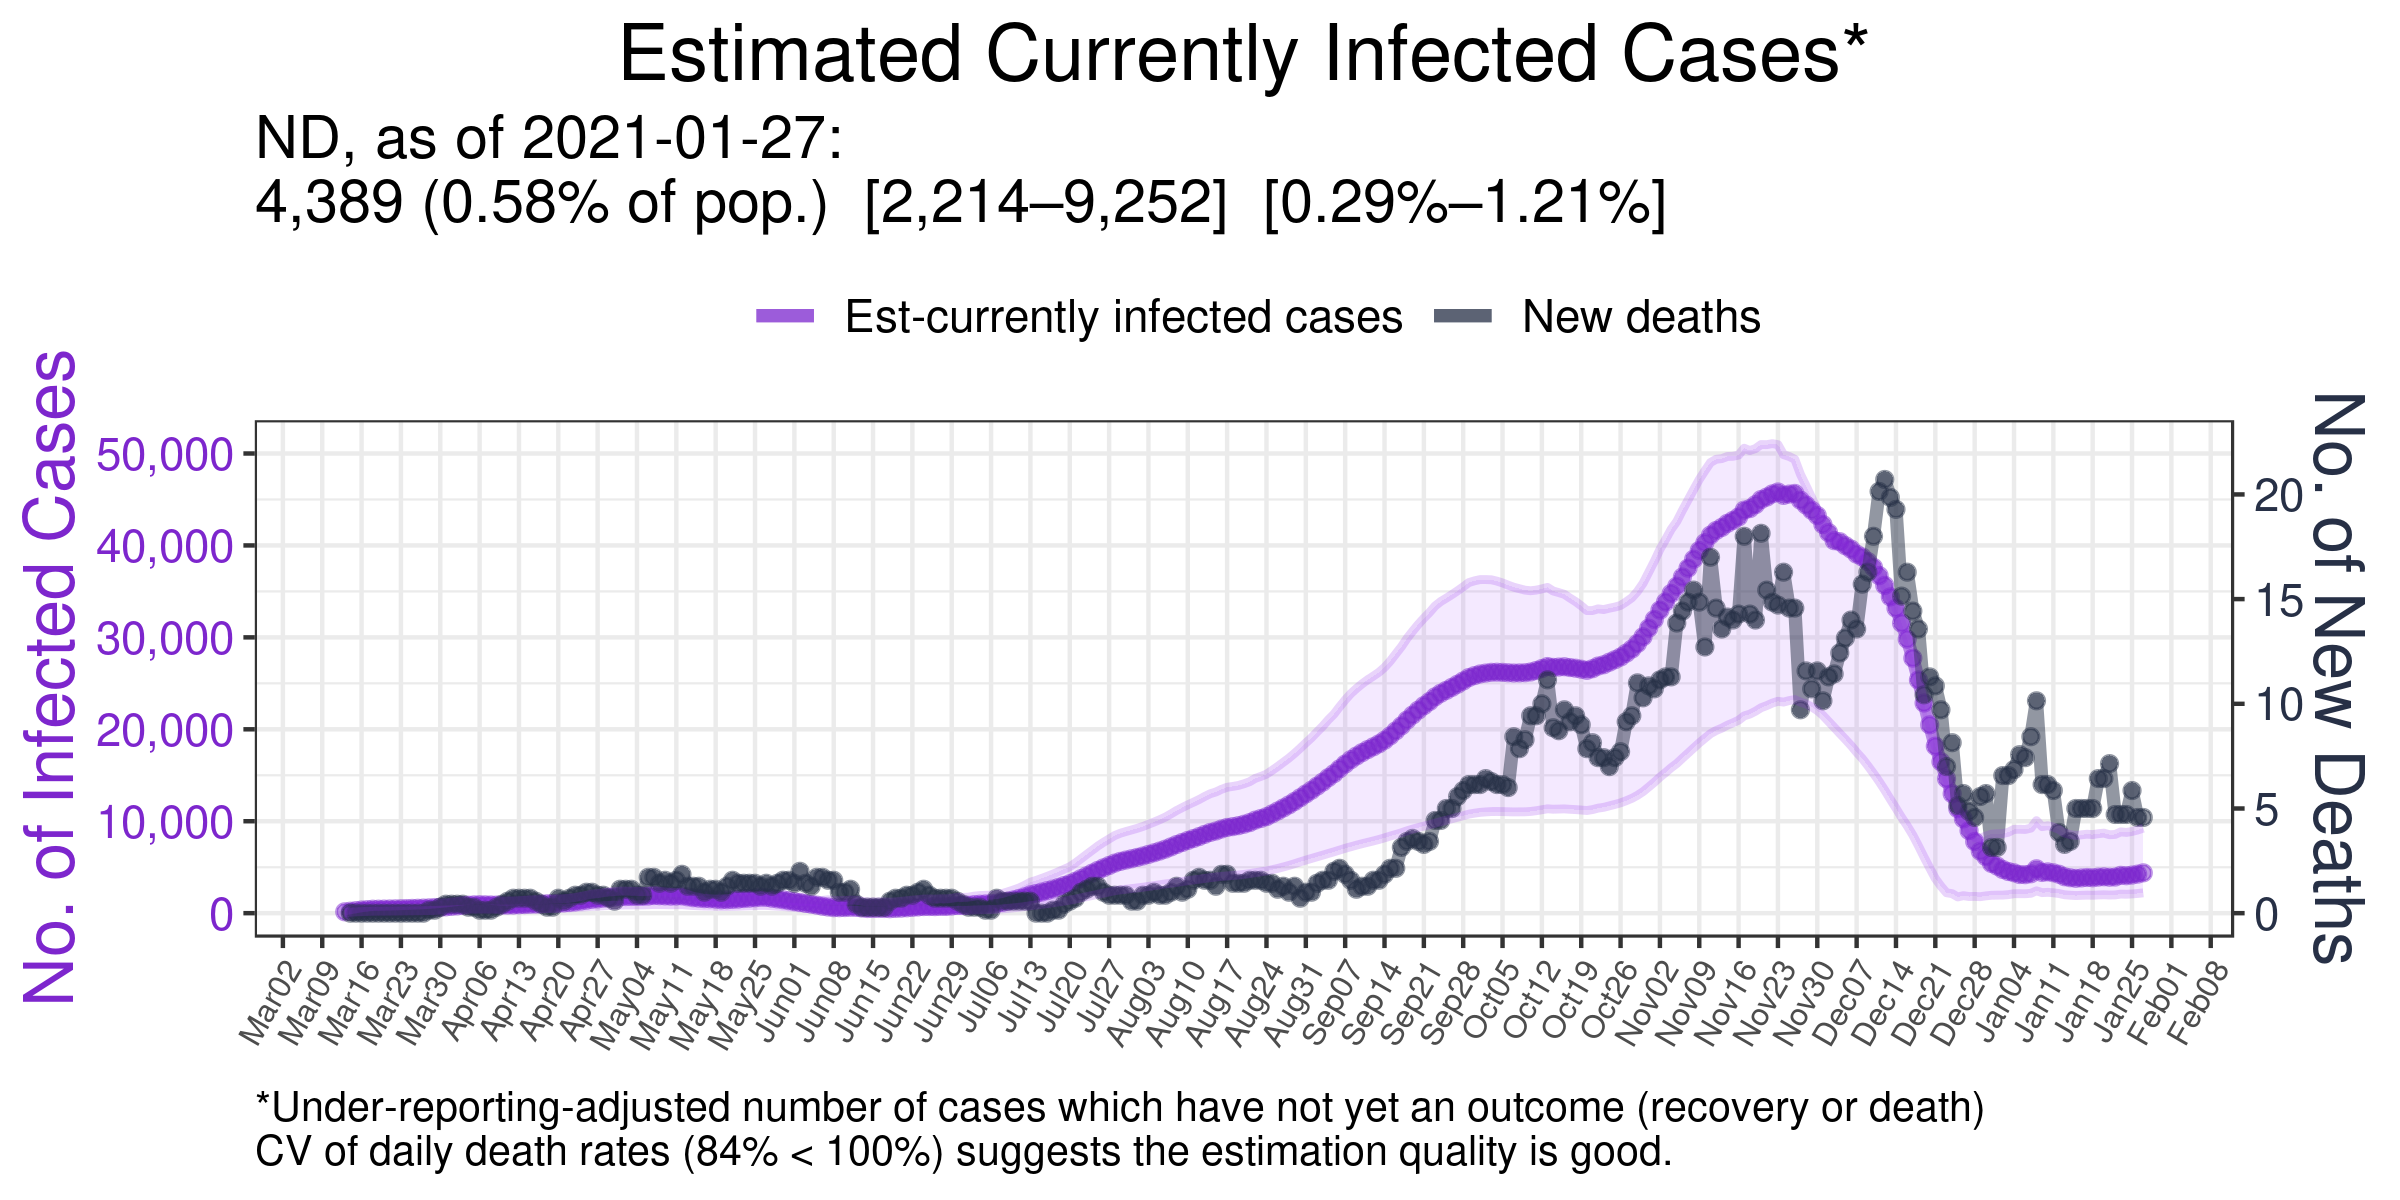 Estimated Currently Infected Cases*
ND, as of 2021-01-27:
4,389 (0.58% of pop.) [2,214–9,252] [0.29%–1.21%]
Est-currently infected cases
New deaths
No. of Infected Cases
50,000
40,000
30,000
20,000
10,000
0
20
15
10
5
0
No. of New Deaths
Mar02
Mar09
Mar16
Mar23
Mar30
Apr06
Apr13
Apr20
Apr27
May04
May11
May18
May25
Jun01
Jun08
Jun15
Jun22
Jun29
Jul06
Jul13
Jul20
Jul27
Aug03
Aug10
Aug17
Aug24
Aug31
Sep07
Sep14
Sep21
Sep28
Oct05
Oct12
Oct19
Oct26
Nov02
Nov09
Nov16
Nov23
Nov30
Dec07
Dec14
Dec21
Dec28
Jan04
Jan11
Jan18
Jan25
Feb01
Feb08
*Under-reporting-adjusted number of cases which have not yet an outcome (recovery or death)
CV of daily death rates (84% < 100%) suggests the estimation quality is good.